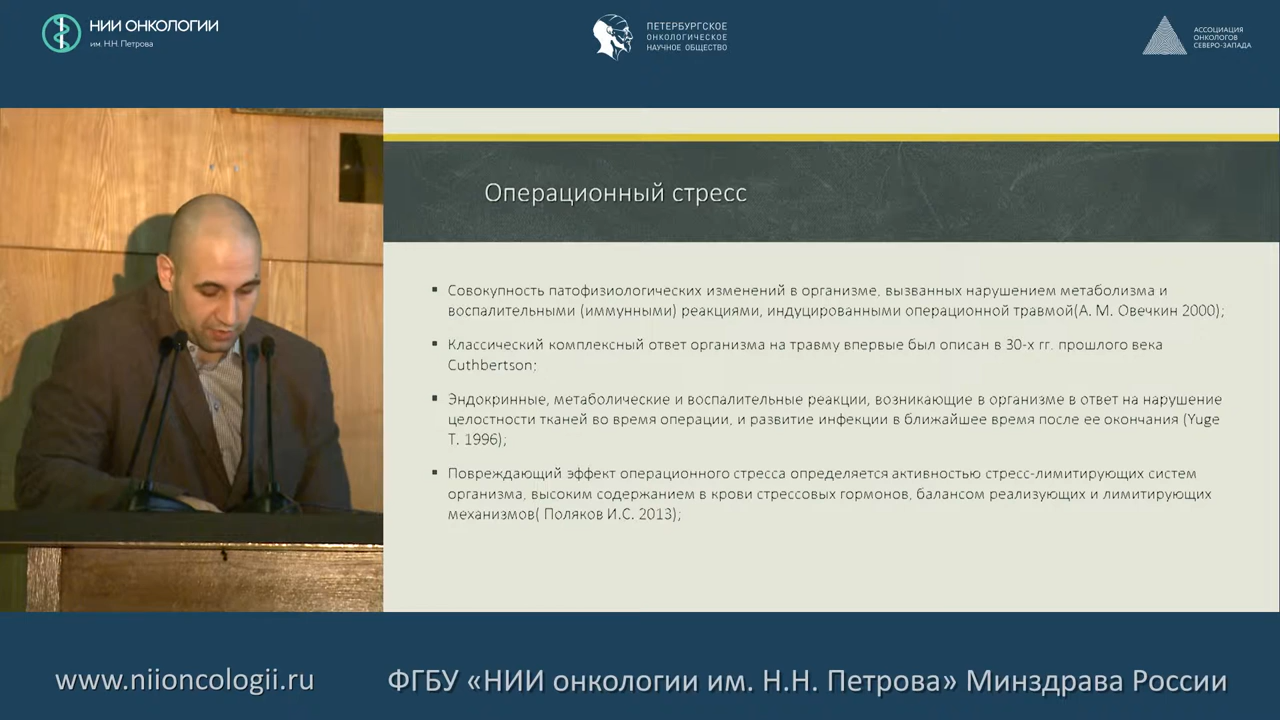 НИИ ОНКОЛОГИИ
им. Н.Н. Петрова
ПЕТЕРБУРГСКОЕ
ОНКОЛОГИЧЕСКОЕ
НАУЧНОЕ ОБЩЕСТВО
АССОЦИАЦИЯ
ОНКОЛОГОВ
СЕВЕРО-ЗАПАДА
Операционный стресс
▪ Совокупность патофизиологических изменений в организме, вызванных нарушением метаболизма и
воспалительными (иммунными) реакциями, индуцированными операционной травмой(А. М. Овечкин 2000);
▪ Классический комплексный ответ организма на травму впервые был описан в 30-х гг. прошлого века
Cuthbertson;
▪ Эндокринные, метаболические и воспалительные реакции, возникающие в организме в ответ на нарушение
целостности тканей во время операции, и развитие инфекции в ближайшее время после ее окончания (Yuge
T. 1996);
▪ Повреждающий эффект операционного стресса определяется активностью стресс-лимитирующих систем
организма, высоким содержанием в крови стрессовых гормонов, балансом реализующих и лимитирующих
механизмов( Поляков И.С. 2013);
www.niioncologii.ru
ФГБУ «НИИ онкологии им. Н.Н. Петрова» Минздрава России